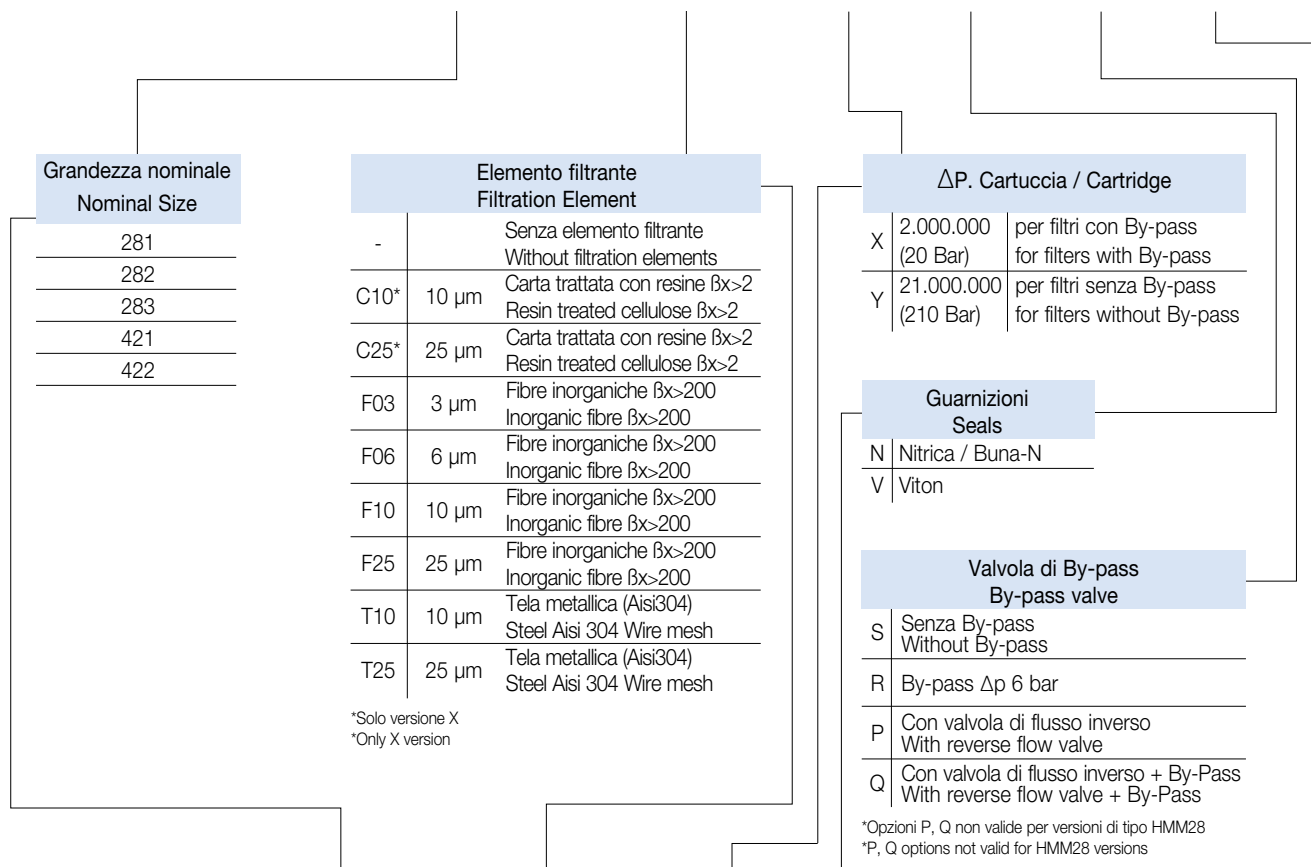 Grandezza nominale
Nominal Size
281
282
283
421
422
Elemento filtrante
Filtration Element
-
Senza elemento filtrante
Without filtration elements
C10* 10 µm Carta trattata con resine ßx>2
Resin treated cellulose ßx>2
C25* 25 µm Carta trattata con resine ßx>2
Resin treated cellulose ßx>2
F03 3 µm Fibre inorganiche ßx>200
Inorganic fibre ßx>200
F06 6 µm Fibre inorganiche ßx>200
Inorganic fibre ßx>200
F10 10 µm Fibre inorganiche ßx>200
Inorganic fibre ßx>200
F25 25 µm Fibre inorganiche ßx>200
Inorganic fibre ßx>200
T10 10 µm Tela metallica (Aisi304)
Steel Aisi 304 Wire mesh
T25 25 µm Tela metallica (Aisi304)
Steel Aisi 304 Wire mesh
*Solo versione X
*Only X version
ΔP. Cartuccia / Cartridge
X 2.000.000 per filtri con By-pass
(20 Bar) for filters with By-pass
Y 21.000.000 per filtri senza By-pass
(210 Bar) for filters without By-pass
Guarnizioni
Seals
N Nitrica / Buna-N
V Viton
Valvola di By-pass
By-pass valve
S Senza By-pass
Without By-pass
R By-pass Δp 6 bar
P Con valvola di flusso inverso
With reverse flow valve
Q Con valvola di flusso inverso + By-Pass
With reverse flow valve + By-Pass
*Opzioni P, Q non valide per versioni di tipo HMM28
*P, Q options not valid for HMM28 versions